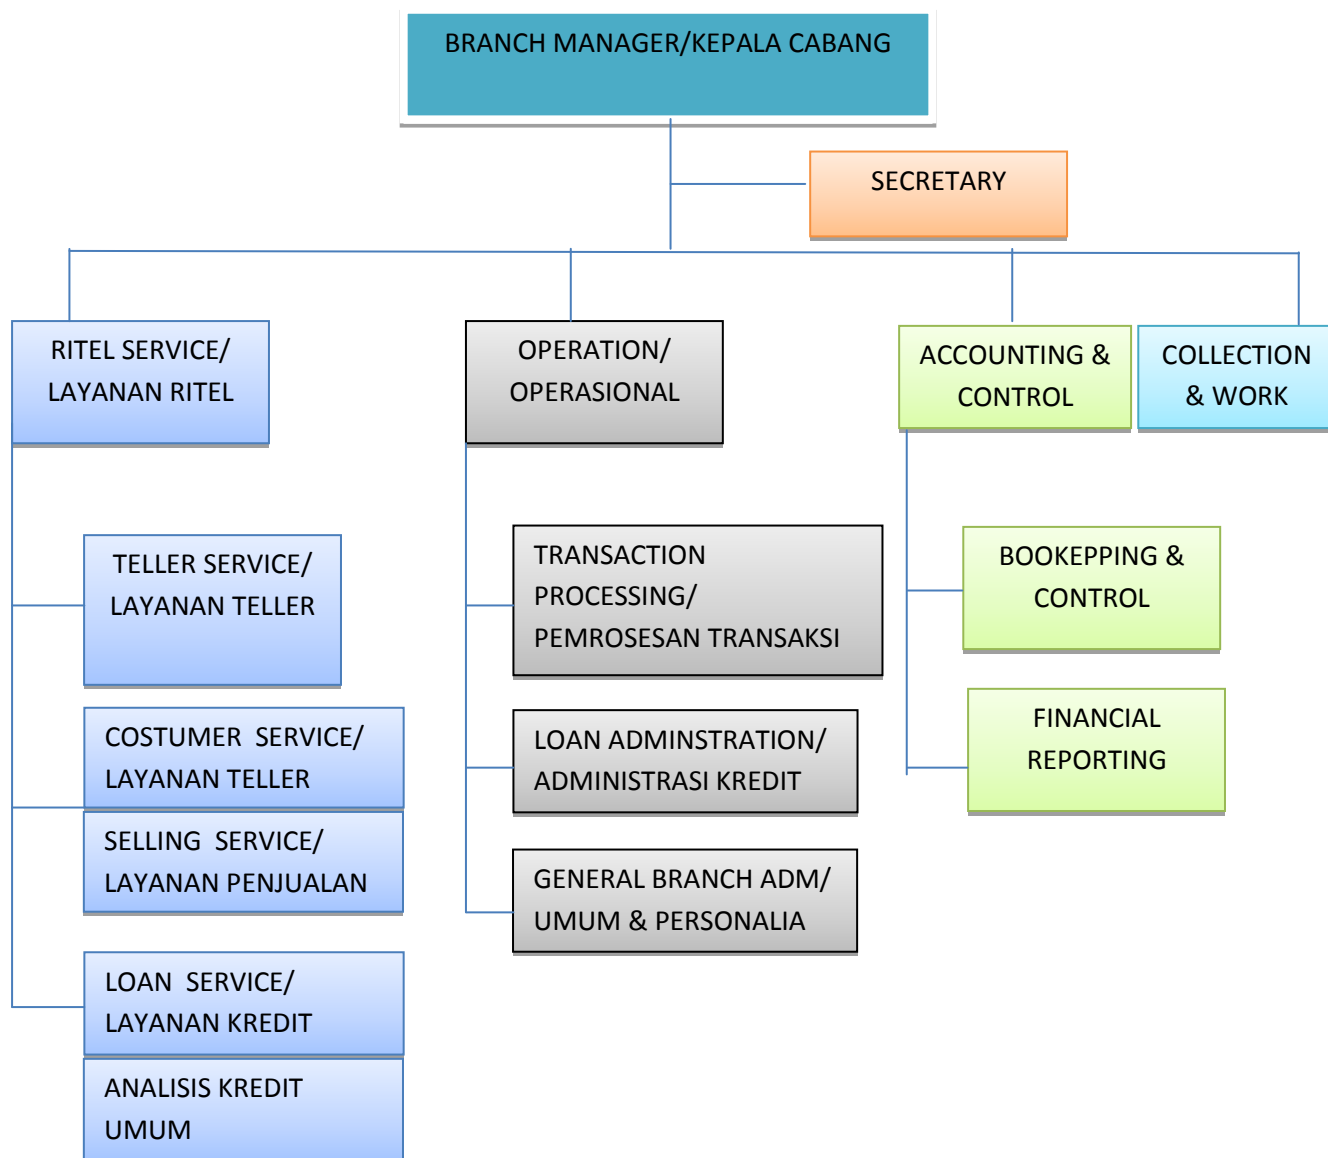 BRANCH MANAGER/KEPALA CABANG
SECRETARY
RITEL SERVICE/
LAYANAN RITEL
OPERATION/
OPERASIONAL
ACCOUNTING &
CONTROL
COLLECTION
& WORK
TELLER SERVICE/
LAYANAN TELLER
COSTUMER  SERVICE/
LAYANAN TELLER
SELLING  SERVICE/
LAYANAN PENJUALAN
LOAN  SERVICE/
LAYANAN KREDIT
ANALISIS KREDIT
UMUM
TRANSACTION
PROCESSING/
PEMROSESAN TRANSAKSI
LOAN ADMINSTRATION/
ADMINISTRASI KREDIT
GENERAL BRANCH ADM/
UMUM & PERSONALIA
BOOKEPPING &
CONTROL
FINANCIAL
REPORTING